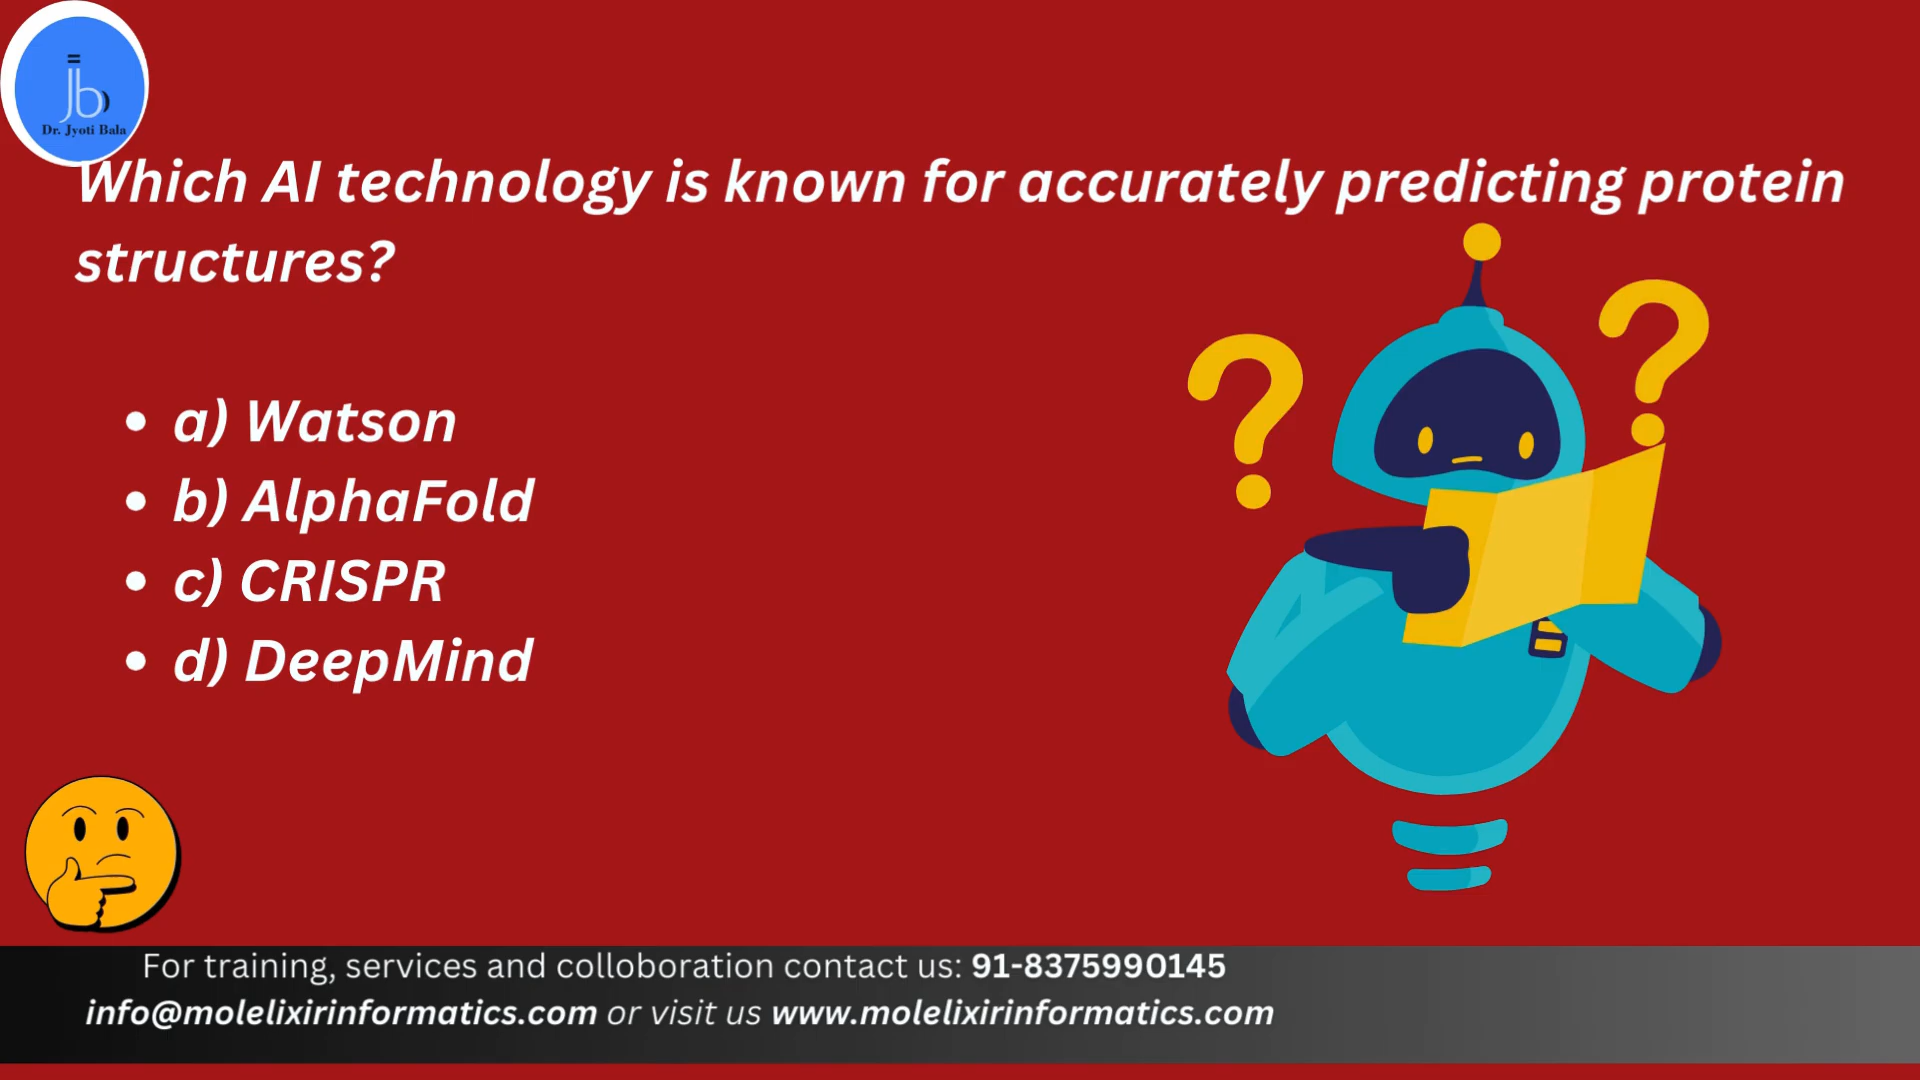 Dr. Jyoti Bala
Which AI technology is known for accurately predicting protein
structures?
• a) Watson
• b) AlphaFold
• c) CRISPR
• d) DeepMind
For training, services and colloboration contact us: 91-8375990145
info@molelixirinformatics.com or visit us www.molelixirinformatics.com